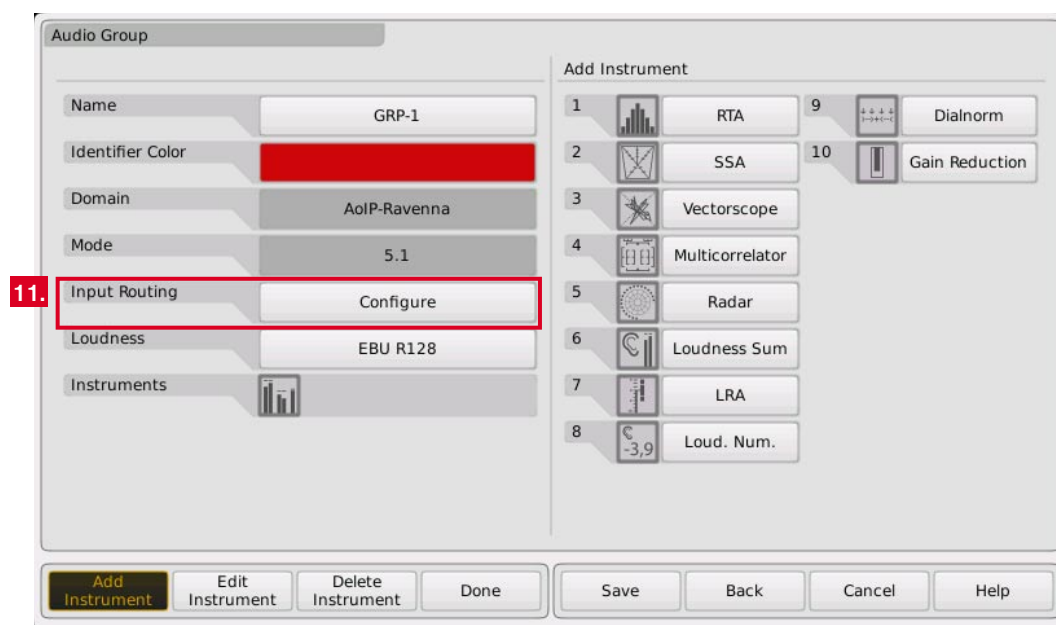 Audio Group
Name
GRP-1
Identifier Color
Domain
AoIP-Ravenna
Mode
5.1
11.
Input Routing
Configure
Loudness
EBU R128
Instruments
Add Instrument
1
RTA
2
SSA
3
Vectorscope
4
Multicorrelator
5
Radar
6
Loudness Sum
7
LRA
8
-3,9
Loud. Num.
9
Dialnorm
10
Gain Reduction
Add
Instrument
Edit
Instrument
Delete
Instrument
Done
Save
Back
Cancel
Help